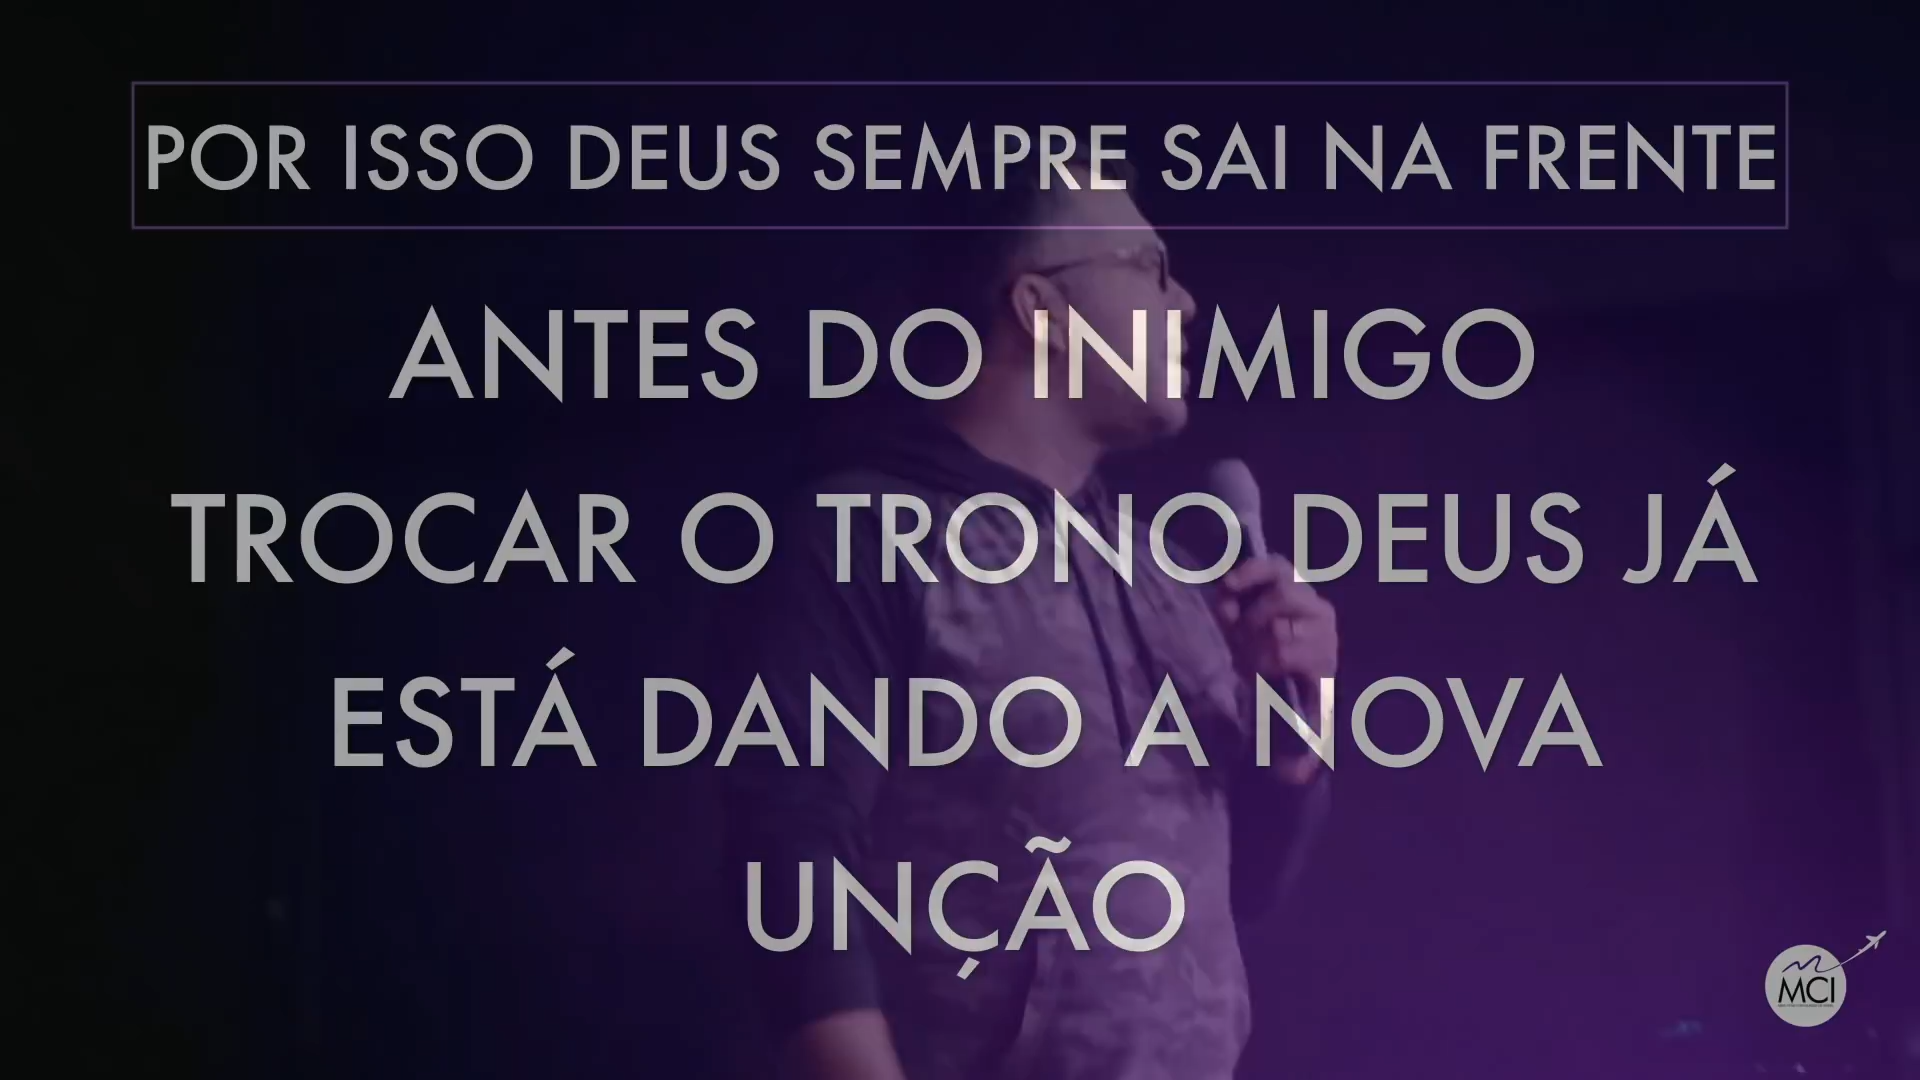 POR ISSO DEUS SEMPRE SAI NA FRENTE
ANTES DO INIMIGO
TROCAR O TRONO DEUS JÁ
ESTÁ DANDO A NOVA
UNÇÃO
MCI